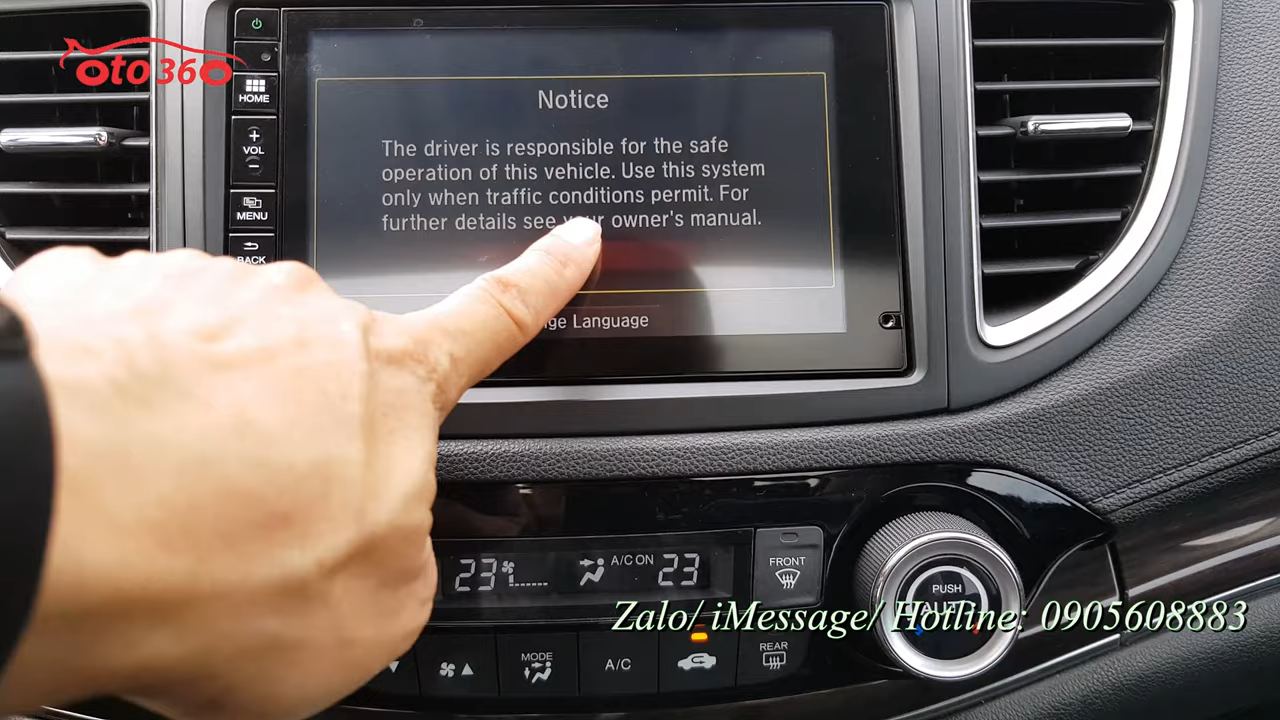 oto360
HOME
VOL
MENU
BACK
Notice
The driver is responsible for the safe
operation of this vehicle. Use this system
only when traffic conditions permit. For
further details see your owner's manual.
Language
23
A/C ON
23
FRONT
PUSH
AUTO
Zalo/ iMessage/ Hotline: 0905608883
MODE
A/C
REAR